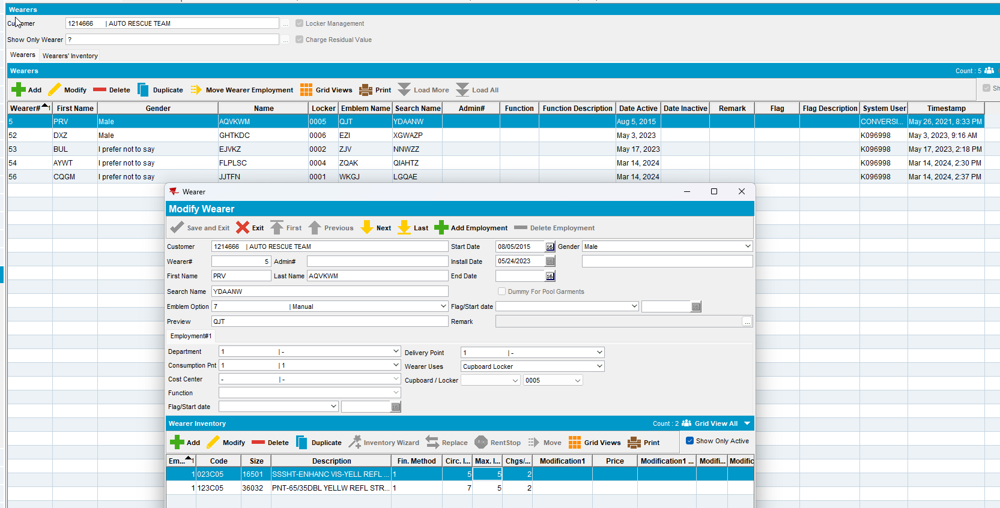 Wearers
Customer 1214666 | AUTO RESCUE TEAM ... Locker Management
Show Only Wearer ? ... Charge Residual Value
Wearers Wearers' Inventory
Wearers Count : 5
Add Modify Delete Duplicate Move Wearer Employment Grid Views Print Load More Load All Sh
Wearer# 1 First Name Gender Name Locker Emblem Name Search Name Admin# Function Function Description Date Active Date Inactive Remark Flag Flag Description System User Timestamp
5 PRV Male AQVKWM 0005 QJT YDAANW Aug 5, 2015 CONVERSI... May 26, 2021, 8:33 PM
52 DXZ Male GHTKDC 0006 EZI XGWAZP May 3, 2023 K096998 May 3, 2023, 9:16 AM
53 BUL I prefer not to say EJVKZ 0002 ZJV NNWZZ May 17, 2023 K096998 May 17, 2023, 2:18 PM
54 AYWT I prefer not to say FLPLSC 0004 ZQAK QIAHTZ Mar 14, 2024 K096998 Mar 14, 2024, 2:30 PM
56 CQGM I prefer not to say JJTFN 0001 WKGJ LGQAE Mar 14, 2024 K096998 Mar 14, 2024, 2:37 PM
Wearer
Modify Wearer
Save and Exit Exit First Previous Next Last Add Employment Delete Employment
Customer 1214666 | AUTO RESCUE TEAM Start Date 08/05/2015 16 Gender Male
Wearer# 5 Admin# Install Date 05/24/2023 16
First Name PRV Last Name AQVKWM End Date 16
Search Name YDAANW Dummy For Pool Garments
Emblem Option 7 | Manual Flag/Start date 16
Preview QJT Remark ...
Employment#1
Department 1 | - Delivery Point 1 | -
Consumption Pnt 1 | 1 Wearer Uses Cupboard Locker
Cost Center - | - Cupboard / Locker 0005
Function
Flag/Start date 16
Wearer Inventory Count : 2 Grid View All
Add Modify Delete Duplicate Inventory Wizard Replace RentStop Move Grid Views Print Show Only Active
Em... 1 Code Size Description Fin. Method Circ. I... Max. I... Chgs/... Modification1 Price Modification1 ... Modifi... Modific
1 023C05 16501 SSSHT-ENHANC VIS-YELL REFL ... 1 5 5 2
1 123C05 36032 PNT-65/35DBL YELLW REFL STR... 1 7 5 2